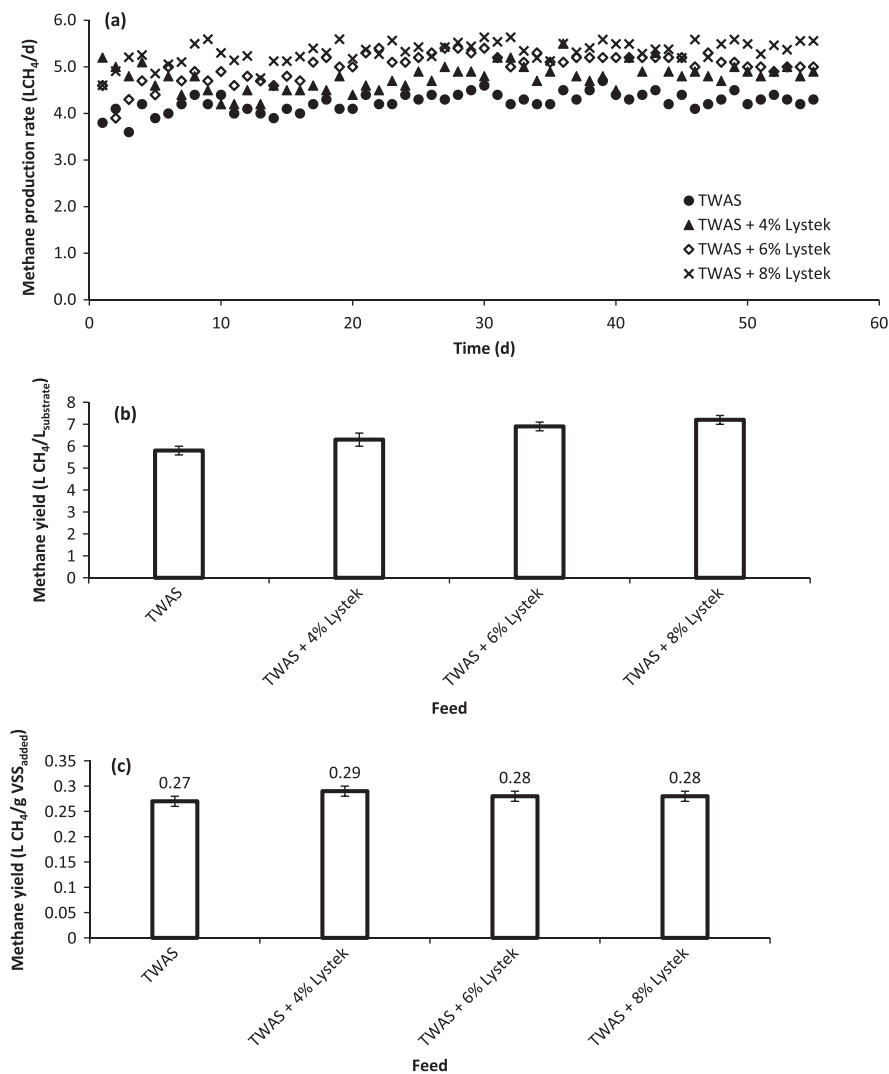 (a)
Methane production rate (LCH4/d)
6.0
5.0
4.0
3.0
2.0
1.0
0.0
TWAS
TWAS + 4% Lystek
TWAS + 6% Lystek
TWAS + 8% Lystek
0 10 20 30 40 50 60
Time (d)
(b)
Methane yield (L CH4/Lsubstrate)
8
7
6
5
4
3
2
1
0
TWAS
TWAS + 4% Lystek
TWAS + 6% Lystek
TWAS + 8% Lystek
Feed
(c)
Methane yield (L CH4/g VSSadded)
0.35
0.3
0.25
0.2
0.15
0.1
0.05
0
0.27 0.29 0.28 0.28
TWAS
TWAS + 4% Lystek
TWAS + 6% Lystek
TWAS + 8% Lystek
Feed